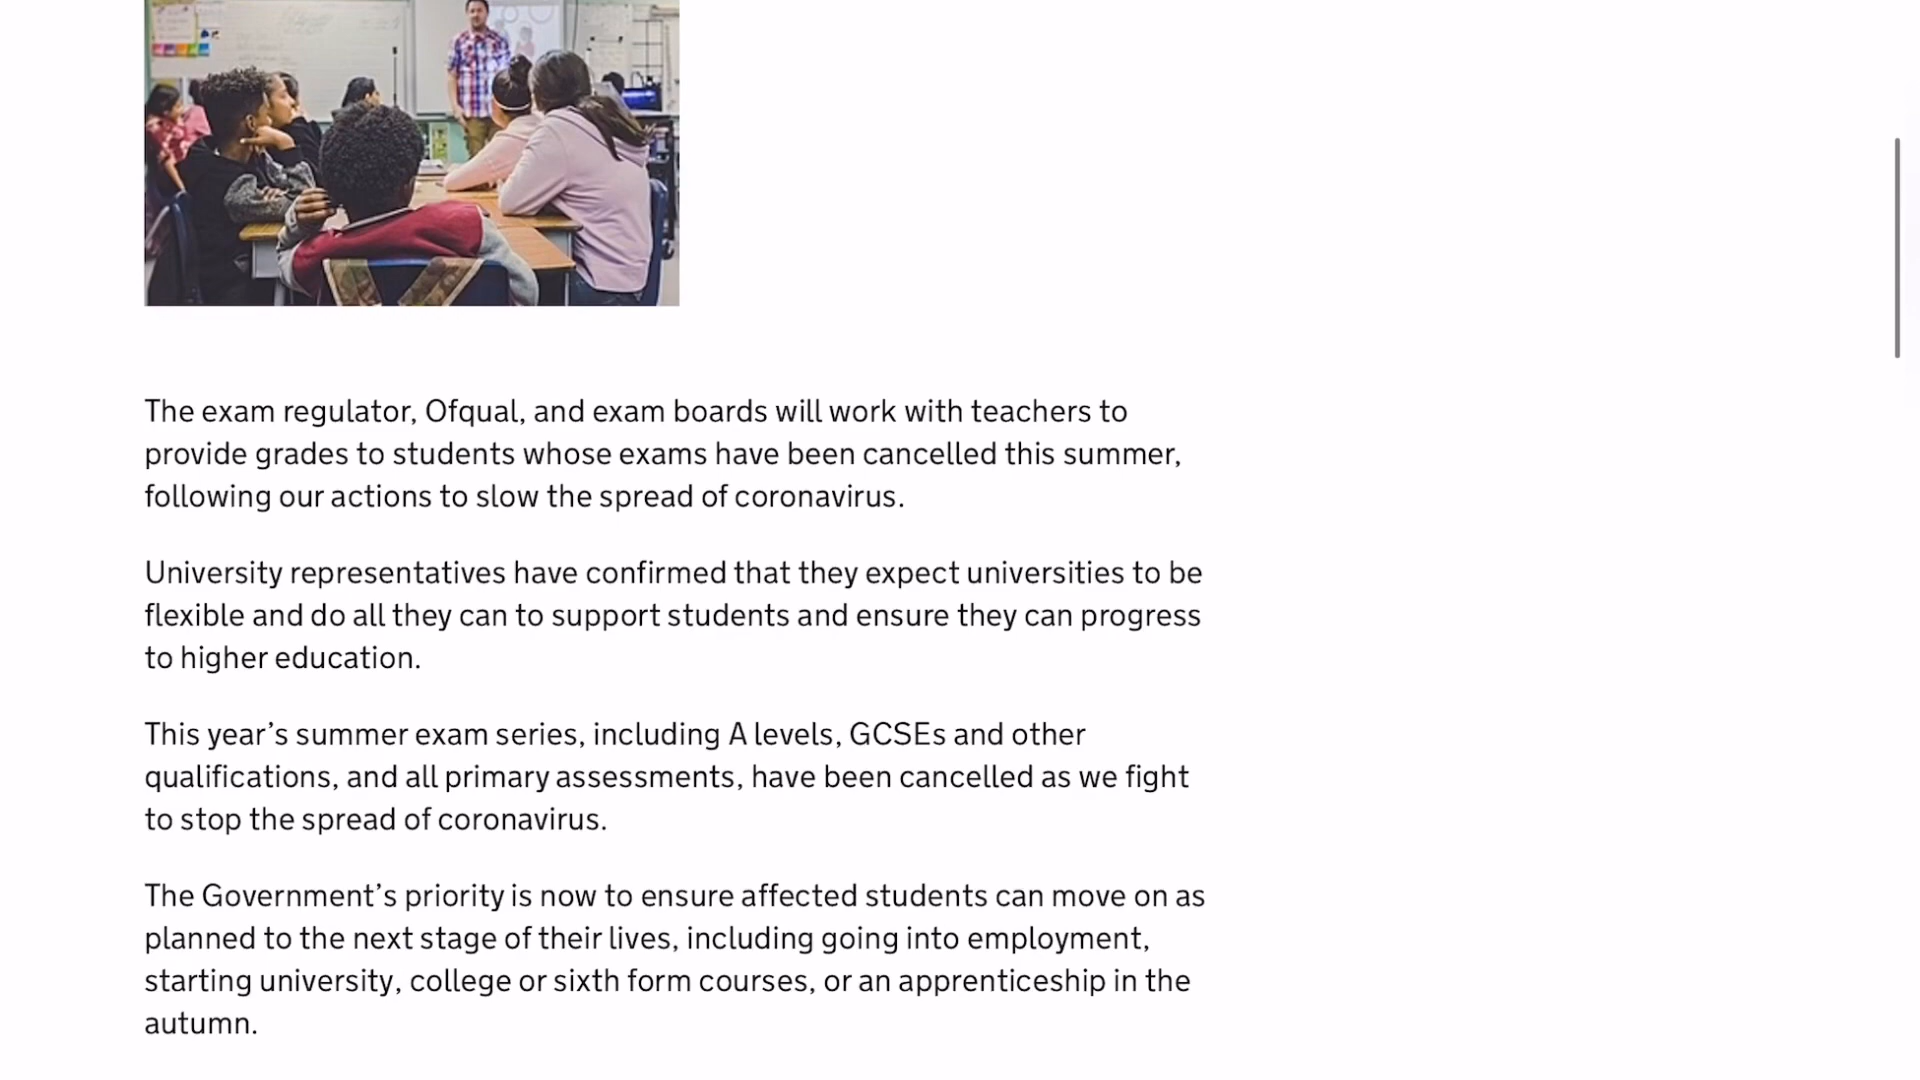 The exam regulator, Ofqual, and exam boards will work with teachers to
provide grades to students whose exams have been cancelled this summer,
following our actions to slow the spread of coronavirus.
University representatives have confirmed that they expect universities to be
flexible and do all they can to support students and ensure they can progress
to higher education.
This year’s summer exam series, including A levels, GCSEs and other
qualifications, and all primary assessments, have been cancelled as we fight
to stop the spread of coronavirus.
The Government’s priority is now to ensure affected students can move on as
planned to the next stage of their lives, including going into employment,
starting university, college or sixth form courses, or an apprenticeship in the
autumn.